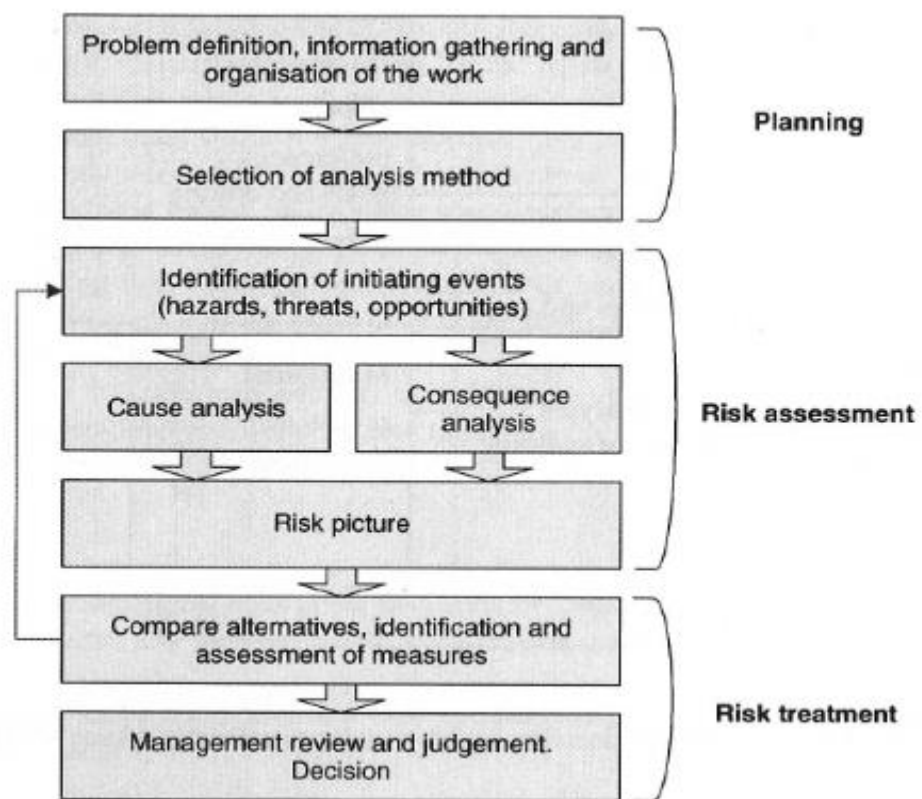 Problem definition, information gathering and
organisation of the work
Planning
Selection of analysis method
Identification of initiating events
(hazards, threats, opportunities)
Cause analysis
Consequence
analysis
Risk assessment
Risk picture
Compare alternatives, identification and
assessment of measures
Risk treatment
Management review and judgement.
Decision